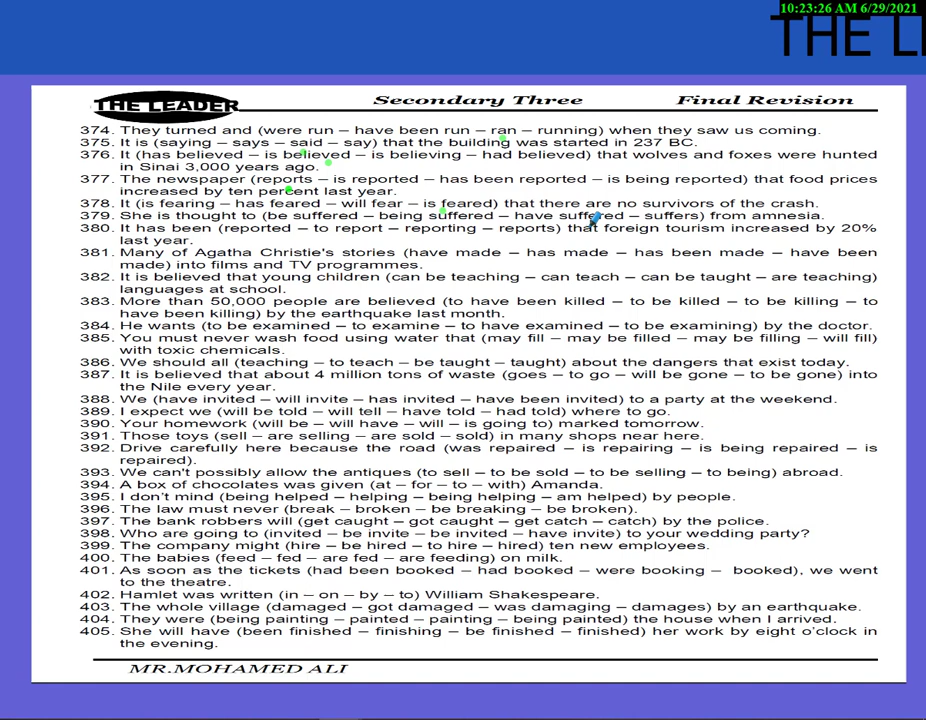 10:23:26 AM 6/29/2021
THE L
THE LEADER Secondary Three Final Revision
374. They turned and (were run – have been run – ran – running) when they saw us coming.
375. It is (saying – says – said – say) that the building was started in 237 BC.
376. It (has believed – is believed – is believing – had believed) that wolves and foxes were hunted
in Sinai 3,000 years ago.
377. The newspaper (reports – is reported – has been reported – is being reported) that food prices
increased by ten percent last year.
378. It (is fearing – has feared – will fear – is feared) that there are no survivors of the crash.
379. She is thought to (be suffered – being suffered – have suffered – suffers) from amnesia.
380. It has been (reported – to report – reporting – reports) that foreign tourism increased by 20%
last year.
381. Many of Agatha Christie's stories (have made – has made – has been made – have been
made) into films and TV programmes.
382. It is believed that young children (can be teaching – can teach – can be taught – are teaching)
languages at school.
383. More than 50,000 people are believed (to have been killed – to be killed – to be killing – to
have been killing) by the earthquake last month.
384. He wants (to be examined – to examine – to have examined – to be examining) by the doctor.
385. You must never wash food using water that (may fill – may be filled – may be filling – will fill)
with toxic chemicals.
386. We should all (teaching – to teach – be taught – taught) about the dangers that exist today.
387. It is believed that about 4 million tons of waste (goes – to go – will be gone – to be gone) into
the Nile every year.
388. We (have invited – will invite – has invited – have been invited) to a party at the weekend.
389. I expect we (will be told – will tell – have told – had told) where to go.
390. Your homework (will be – will have – will – is going to) marked tomorrow.
391. Those toys (sell – are selling – are sold – sold) in many shops near here.
392. Drive carefully here because the road (was repaired – is repairing – is being repaired – is
repaired).
393. We can't possibly allow the antiques (to sell – to be sold – to be selling – to being) abroad.
394. A box of chocolates was given (at – for – to – with) Amanda.
395. I don't mind (being helped – helping – being helping – am helped) by people.
396. The law must never (break – broken – be breaking – be broken).
397. The bank robbers will (get caught – got caught – get catch – catch) by the police.
398. Who are going to (invited – be invite – be invited – have invite) to your wedding party?
399. The company might (hire – be hired – to hire – hired) ten new employees.
400. The babies (feed – fed – are fed – are feeding) on milk.
401. As soon as the tickets (had been booked – had booked – were booking – booked), we went
to the theatre.
402. Hamlet was written (in – on – by – to) William Shakespeare.
403. The whole village (damaged – got damaged – was damaging – damages) by an earthquake.
404. They were (being painting – painted – painting – being painted) the house when I arrived.
405. She will have (been finished – finishing – be finished – finished) her work by eight o'clock in
the evening.
MR.MOHAMED ALI